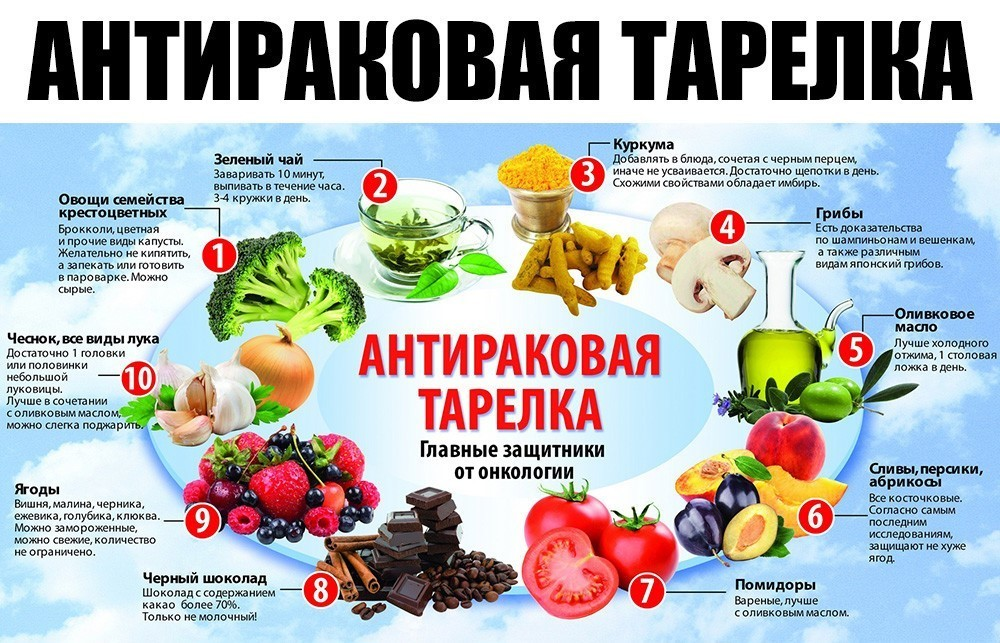 АНТИРАКОВАЯ ТАРЕЛКА
Зеленый чай
Заваривать 10 минут,
выпивать в течение часа.
3-4 кружки в день.
2
Куркума
Добавлять в блюда, сочетая с черным перцем,
иначе не усваивается. Достаточно щепотки в день.
Схожими свойствами обладает имбирь.
3
Овощи семейства
крестоцветных
Брокколи, цветная
и прочие виды капусты.
Желательно не кипятить,
а запекать или готовить
в пароварке. Можно
сырые.
1
Грибы
Есть доказательства
по шампиньонам и вешенкам,
а также различным
видам японский грибов.
4
Оливковое
масло
Лучше холодного
отжима, 1 столовая
ложка в день.
5
Чеснок, все виды лука
Достаточно 1 головки
или половинки
небольшой
луковицы.
Лучше в сочетании
с оливковым маслом,
можно слегка поджарить.
10
АНТИРАКОВАЯ
ТАРЕЛКА
Главные защитники
от онкологии
Сливы, персики,
абрикосы
Все косточковые.
Согласно самым
последним
исследованиям,
защищают не хуже
ягод.
6
Ягоды
Вишня, малина, черника,
ежевика, голубика, клюква.
Можно замороженные,
можно свежие, количество
не ограничено.
9
Черный шоколад
Шоколад с содержанием
какао более 70%.
Только не молочный!
8
7
Помидоры
Вареные, лучше
с оливковым маслом.